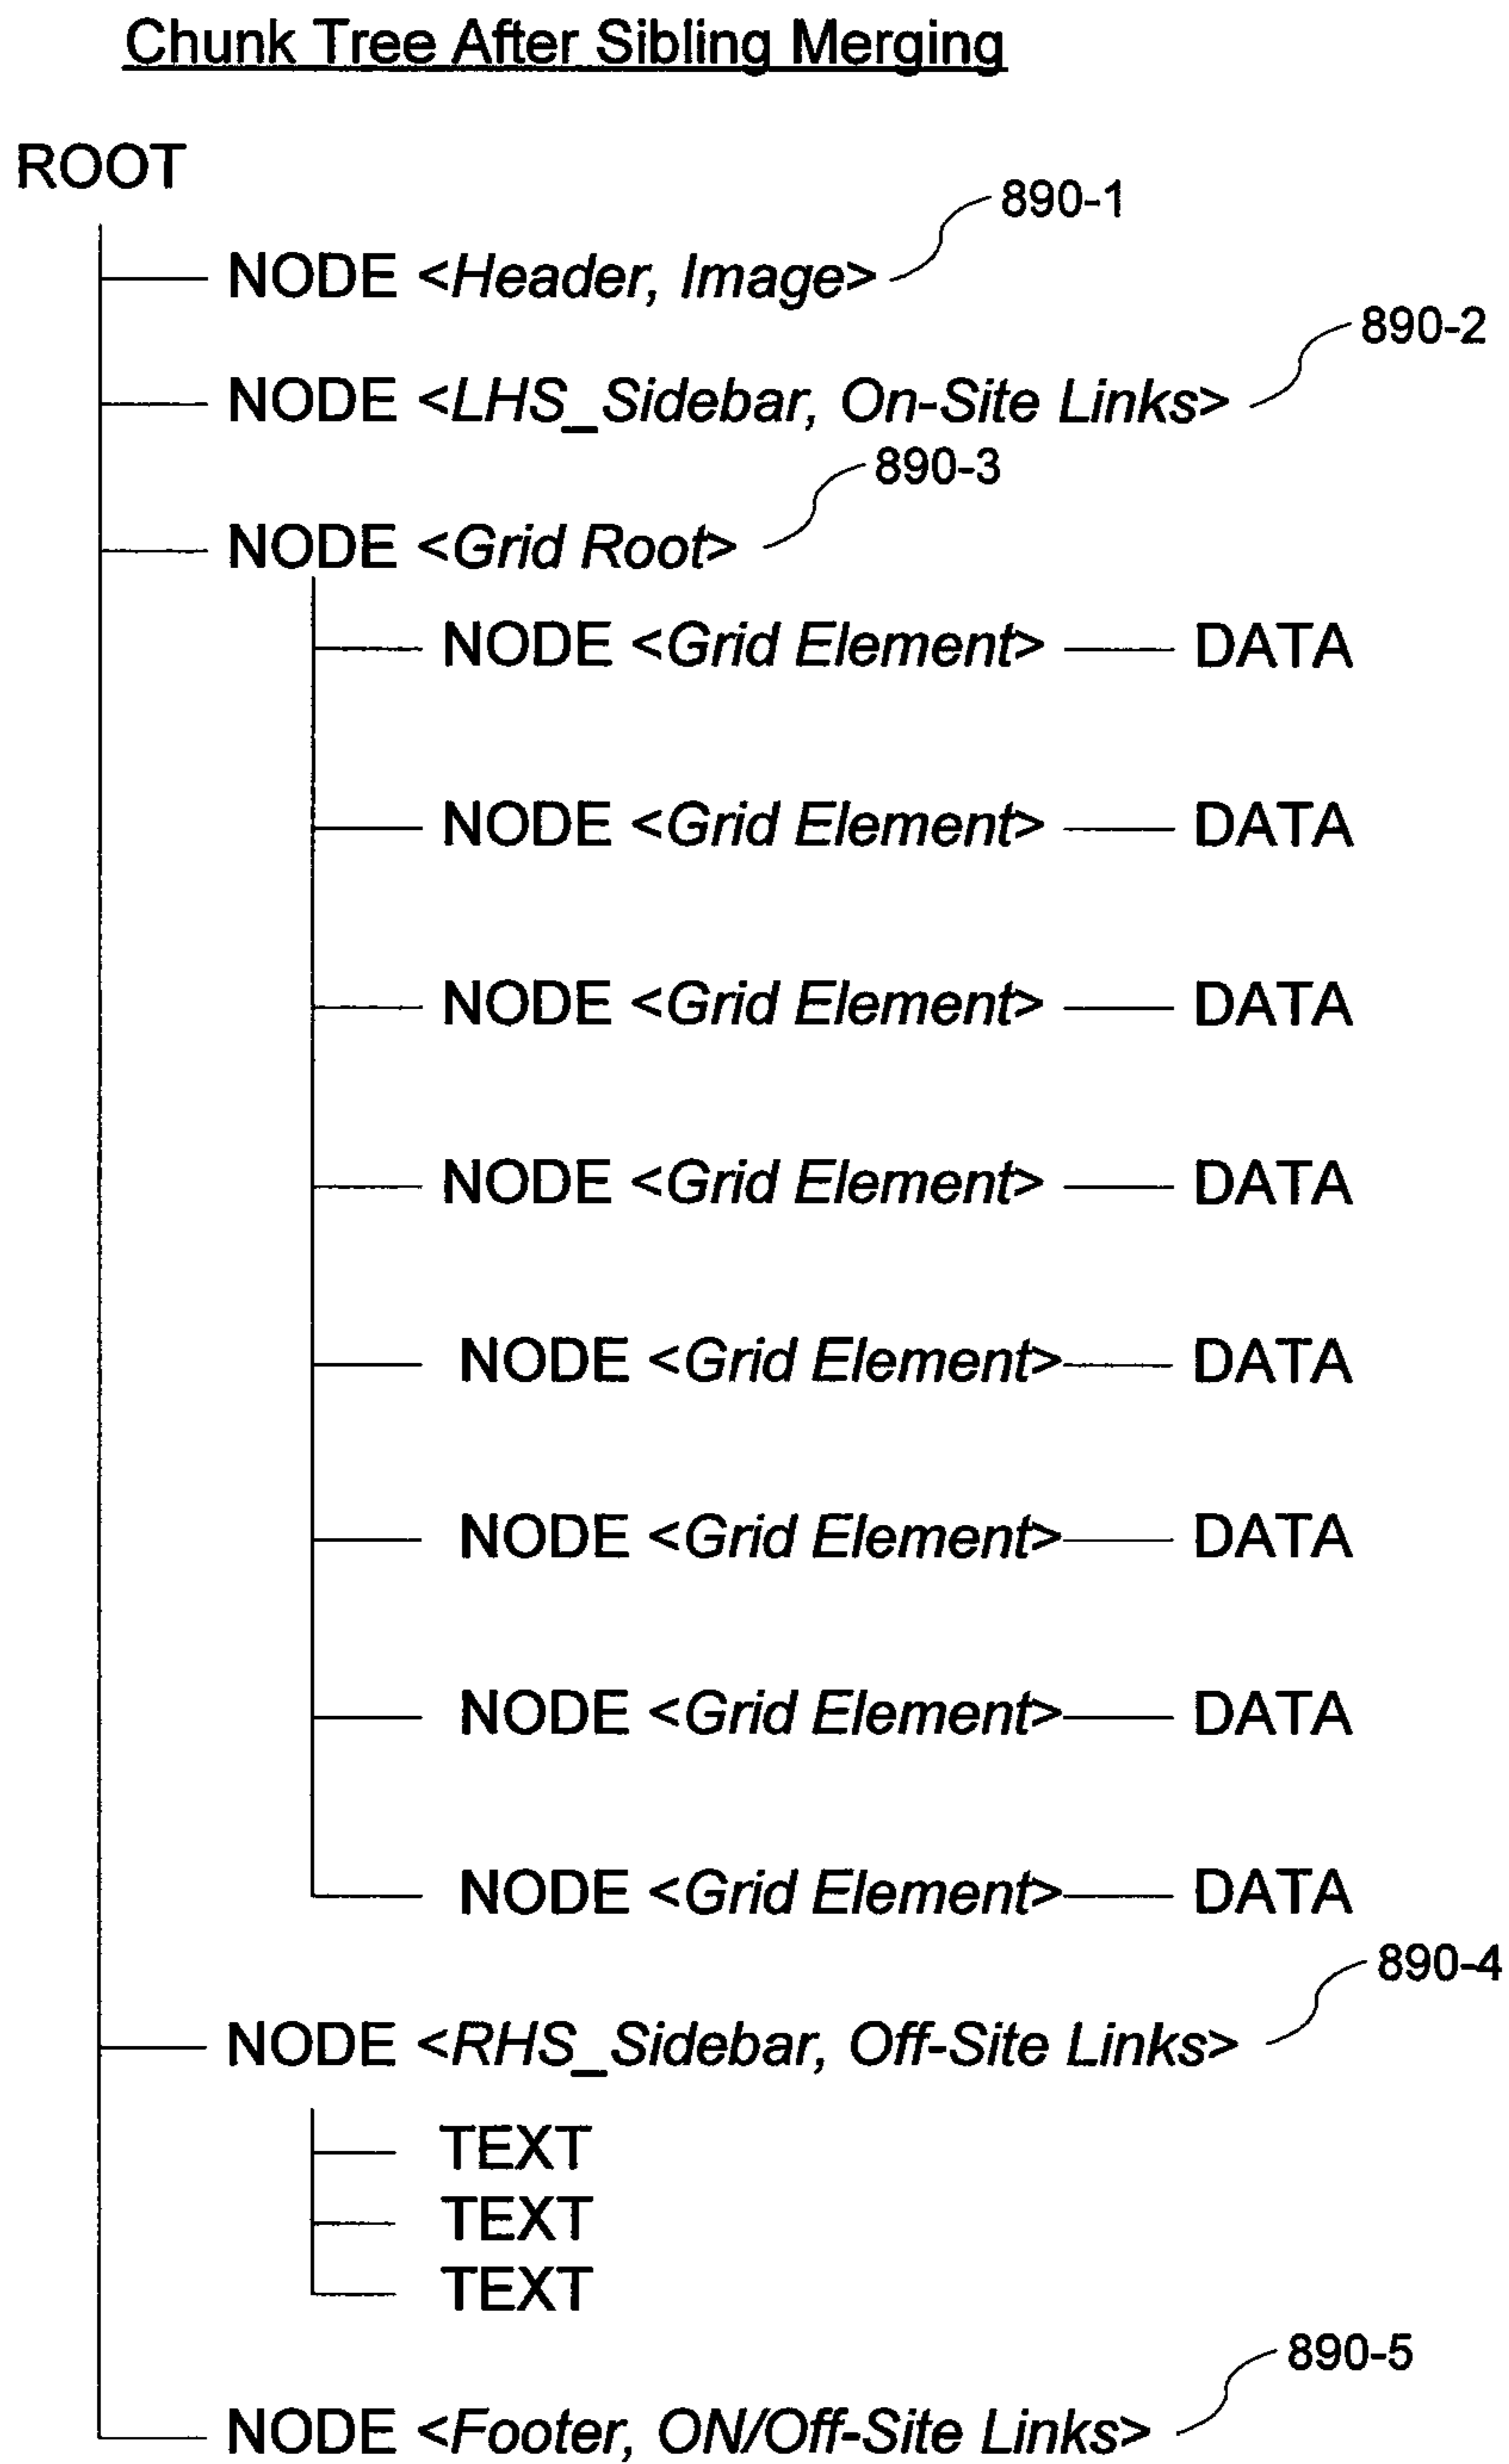 Chunk Tree After Sibling Merging
ROOT
890-1
NODE <Header, Image>
890-2
NODE <LHS_Sidebar, On-Site Links>
890-3
NODE <Grid Root>
NODE <Grid Element> DATA
NODE <Grid Element> DATA
NODE <Grid Element> DATA
NODE <Grid Element> DATA
NODE <Grid Element> DATA
NODE <Grid Element> DATA
NODE <Grid Element> DATA
NODE <Grid Element> DATA
890-4
NODE <RHS_Sidebar, Off-Site Links>
TEXT
TEXT
TEXT
890-5
NODE <Footer, ON/Off-Site Links>